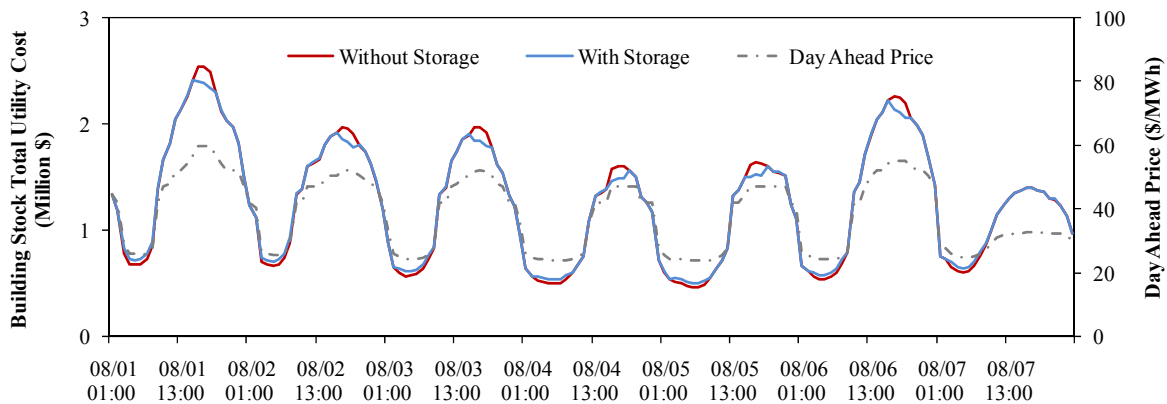 Building Stock Total Utility Cost
(Million $)
3
2
1
0
Without Storage
With Storage
Day Ahead Price
100
80
60
40
20
0
Day Ahead Price ($/MWh)
08/01 08/01 08/02 08/02 08/03 08/03 08/04 08/04 08/05 08/05 08/06 08/06 08/07 08/07
01:00 13:00 01:00 13:00 01:00 13:00 01:00 13:00 01:00 13:00 01:00 13:00 01:00 13:00